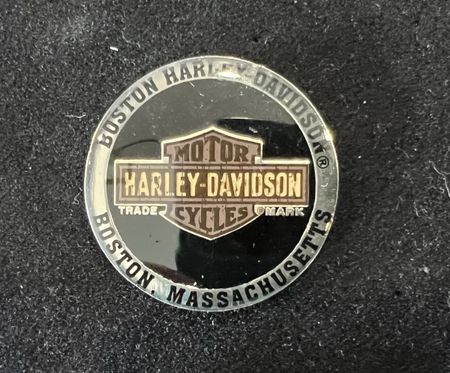 BOSTON HARLEY-DAVIDSON®
MOTOR
HARLEY-DAVIDSON
TRADE MARK
CYCLES
BOSTON, MASSACHUSETTS